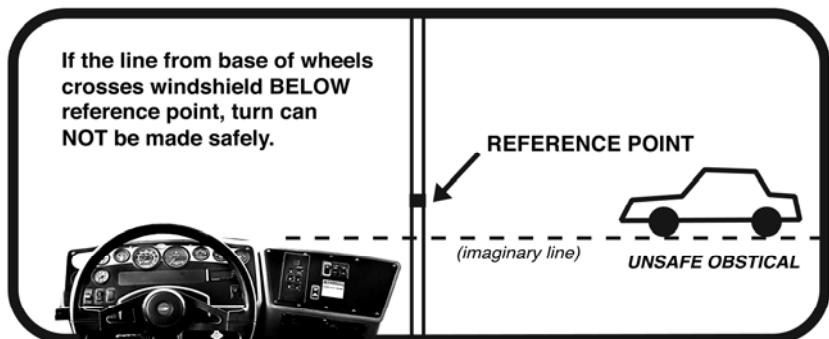 If the line from base of wheels
crosses windshield BELOW
reference point, turn can
NOT be made safely.
REFERENCE POINT
(imaginary line)
UNSAFE OBSTICAL